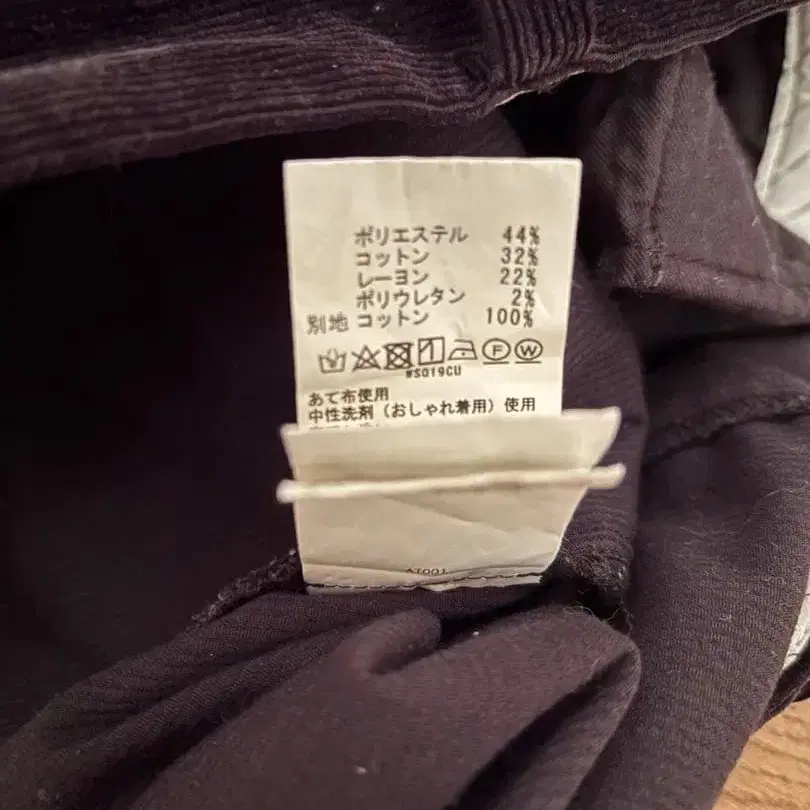 ポリエステル 44%
コットン 32%
レーヨン 22%
ポリウレタン 2%
別地 コットン 100%
F W
WS019CU
あて布使用
中性洗剤（おしゃれ着用）使用
AT001